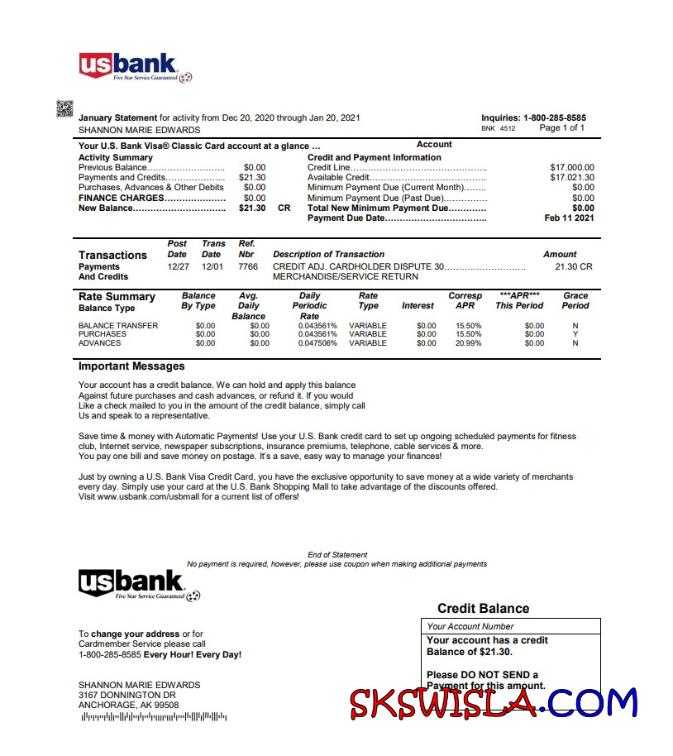 usbank
Five Star Service Guaranteed
January Statement for activity from Dec 20, 2020 through Jan 20, 2021
Inquiries: 1-800-285-8585
SHANNON MARIE EDWARDS
BNK 4512 Page 1 of 1
Your U.S. Bank Visa® Classic Card account at a glance ...
Account
Activity Summary
Previous Balance........................... $0.00
Payments and Credits..................... $21.30
Purchases, Advances & Other Debits $0.00
FINANCE CHARGES................... $0.00
New Balance............................... $21.30 CR
Credit and Payment Information
Credit Line................................................ $17.000.00
Available Credit........................................ $17.021.30
Minimum Payment Due (Current Month)....... $0.00
Minimum Payment Due (Past Due)............... $0.00
Total New Minimum Payment Due............ $0.00
Payment Due Date................................... Feb 11 2021
Transactions
Post Date Trans Date Ref. Nbr Description of Transaction Amount
Payments And Credits
12/27 12/01 7766 CREDIT ADJ. CARDHOLDER DISPUTE 30........................... 21.30 CR
MERCHANDISE/SERVICE RETURN
Rate Summary
Balance Type Balance By Type Avg. Daily Balance Daily Periodic Rate Rate Type Interest Corresp APR ***APR*** This Period Grace Period
BALANCE TRANSFER $0.00 $0.00 0.043561% VARIABLE $0.00 15.50% $0.00 N
PURCHASES $0.00 $0.00 0.043561% VARIABLE $0.00 15.50% $0.00 Y
ADVANCES $0.00 $0.00 0.047508% VARIABLE $0.00 20.99% $0.00 N
Important Messages
Your account has a credit balance. We can hold and apply this balance
Against future purchases and cash advances, or refund it. If you would
Like a check mailed to you in the amount of the credit balance, simply call
Us and speak to a representative.
Save time & money with Automatic Payments! Use your U.S. Bank credit card to set up ongoing scheduled payments for fitness
club, Internet service, newspaper subscriptions, insurance premiums, telephone, cable services & more.
You pay one bill and save money on postage. It's a save, easy way to manage your finances!
Just by owning a U.S. Bank Visa Credit Card, you have the exclusive opportunity to save money at a wide variety of merchants
every day. Simply use your card at the U.S. Bank Shopping Mall to take advantage of the discounts offered.
Visit www.usbank.com/usbmall for a current list of offers!
End of Statement
No payment is required, however, please use coupon when making additional payments
usbank
Five Star Service Guaranteed
To change your address or for
Cardmember Service please call
1-800-285-8585 Every Hour! Every Day!
SHANNON MARIE EDWARDS
3167 DONNINGTON DR
ANCHORAGE, AK 99508
Credit Balance
Your Account Number
Your account has a credit
Balance of $21.30.
Please DO NOT SEND a
Payment for this amount.
SKSWISLA.COM